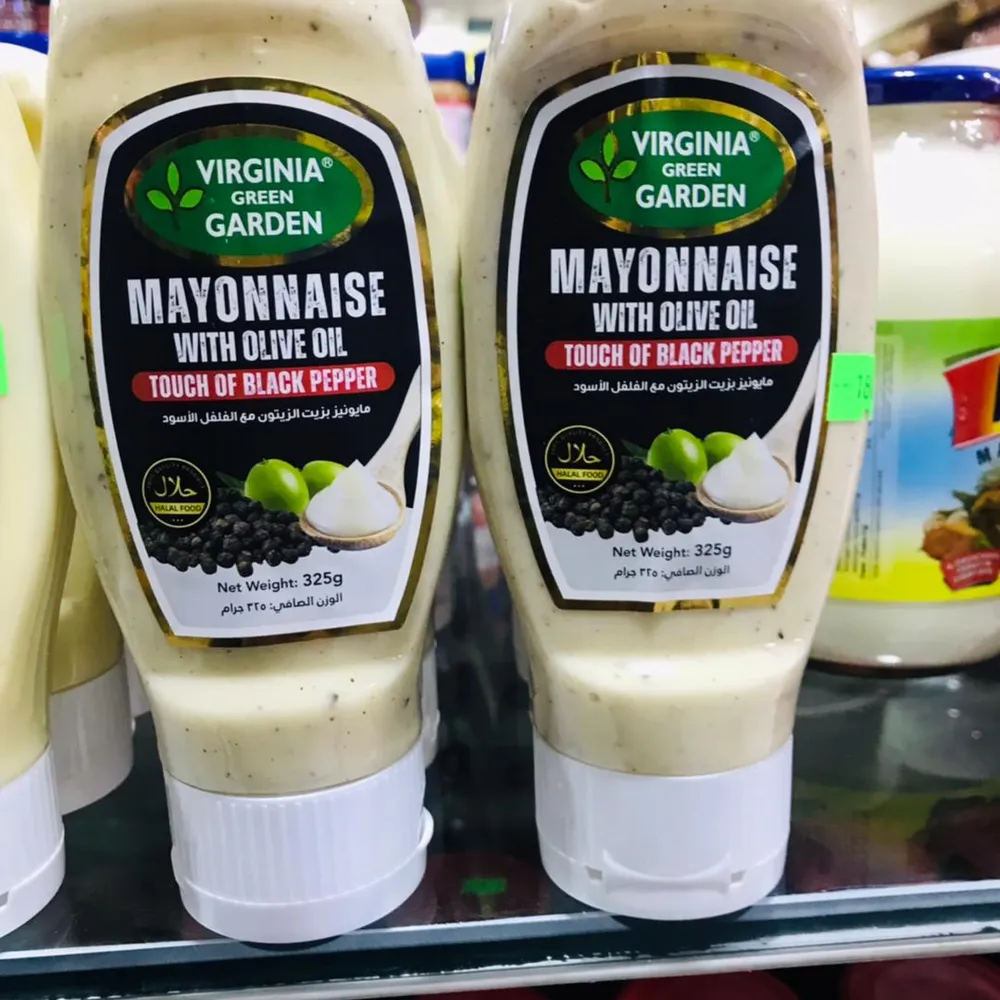 VIRGINIA®
GREEN
GARDEN
MAYONNAISE
WITH OLIVE OIL
TOUCH OF BLACK PEPPER
مايونيز بزيت الزيتون مع الفلفل الأسود
حلال
HALAL FOOD
Net Weight: 325g
الوزن الصافي: ٣٢٥ جرام
VIRGINIA®
GREEN
GARDEN
MAYONNAISE
WITH OLIVE OIL
TOUCH OF BLACK PEPPER
مايونيز بزيت الزيتون مع الفلفل الأسود
حلال
HALAL FOOD
Net Weight: 325g
الوزن الصافي: ٣٢٥ جرام